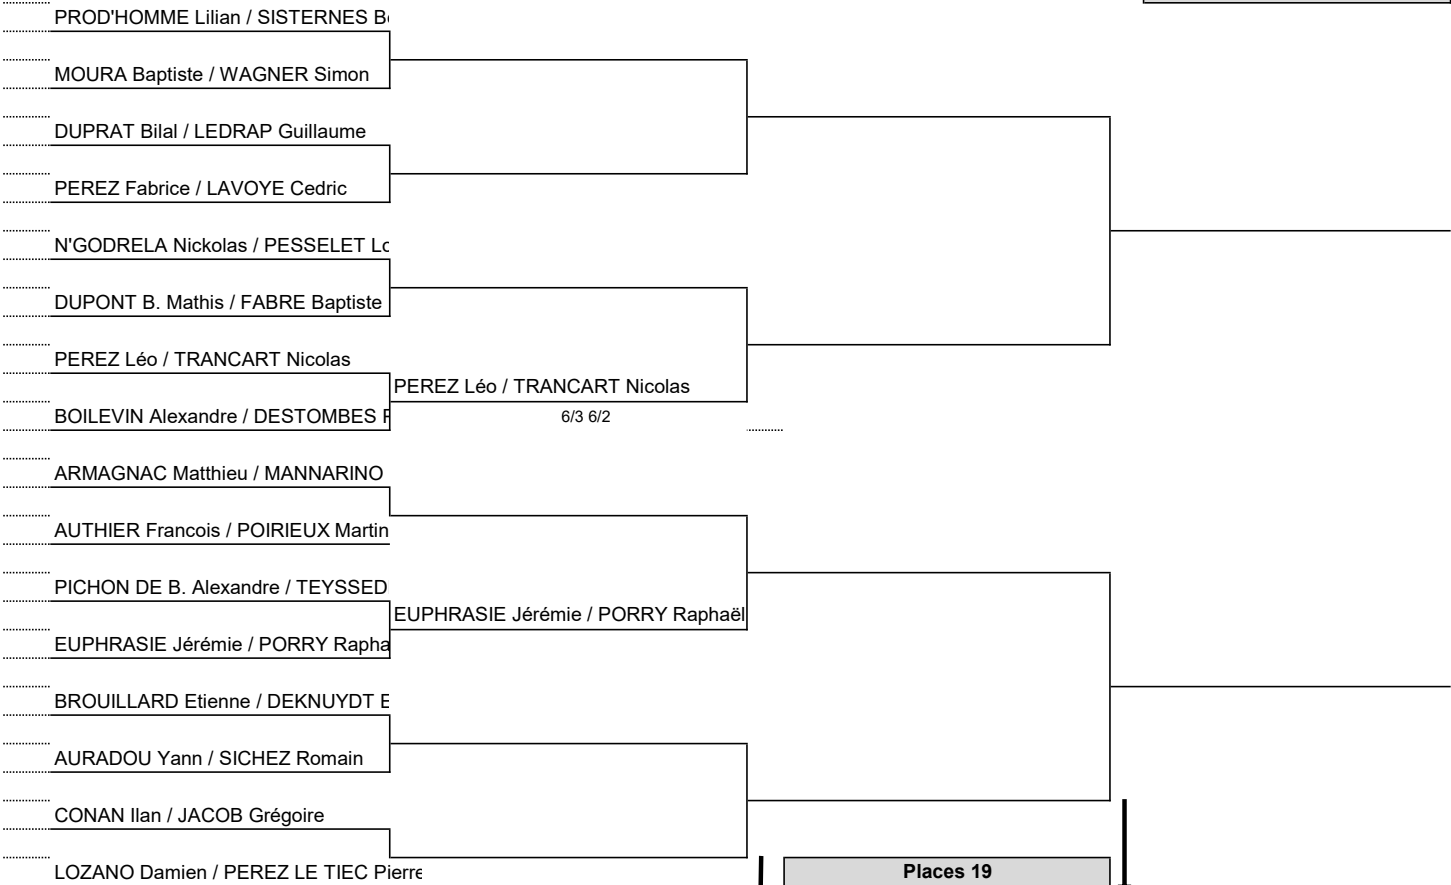 PROD'HOMME Lilian / SISTERNES
MOURA Baptiste / WAGNER Simon
DUPRAT Bilal / LEDRAP Guillaume
PEREZ Fabrice / LAVOYE Cedric
N'GODRELA Nickolas / PESSELET
DUPONT B. Mathis / FABRE Baptiste
PEREZ Léo / TRANCART Nicolas
PEREZ Léo / TRANCART Nicolas
BOILEVIN Alexandre / DESTOMBES
6/3 6/2
ARMAGNAC Matthieu / MANNARINO
AUTHIER Francois / POIRIEUX Martin
PICHON DE B. Alexandre / TEYSSED
EUPHRASIE Jérémie / PORRY Raphaël
EUPHRASIE Jérémie / PORRY Rapha
BROUILLARD Etienne / DEKNUYDT
AURADOU Yann / SICHEZ Romain
CONAN Ilan / JACOB Grégoire
LOZANO Damien / PEREZ LE TIEC Pierre
Places 19